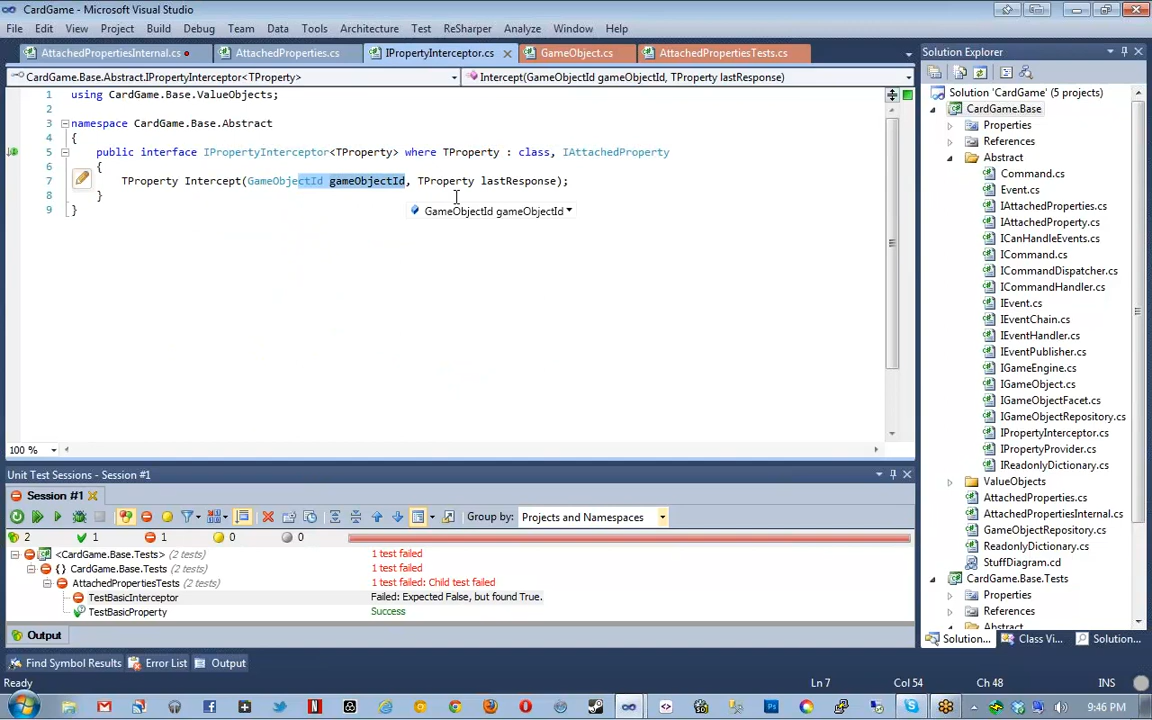 CardGame - Microsoft Visual Studio
File Edit View Project Build Debug Team Data Tools Architecture Test ReSharper Analyze Window Help
AttachedPropertiesInternal.cs AttachedProperties.cs IPropertyInterceptor.cs GameObject.cs AttachedPropertiesTests.cs
CardGame.Base.Abstract.IPropertyInterceptor<TProperty> Intercept(GameObjectId gameObjectId, TProperty lastResponse)
1 using CardGame.Base.ValueObjects;
2
3 namespace CardGame.Base.Abstract
4 {
5 public interface IPropertyInterceptor<TProperty> where TProperty : class, IAttachedProperty
6 {
7 TProperty Intercept(GameObjectId gameObjectId, TProperty lastResponse);
8 }
9 }
GameObjectId gameObjectId
100 %
Unit Test Sessions - Session #1
Session #1
Group by: Projects and Namespaces
2 1 1 0 0
<CardGame.Base.Tests> (2 tests) 1 test failed
{ } CardGame.Base.Tests (2 tests) 1 test failed
AttachedPropertiesTests (2 tests) 1 test failed: Child test failed
TestBasicInterceptor Failed: Expected False, but found True.
TestBasicProperty Success
Output
Find Symbol Results Error List Output
Ready Ln 7 Col 54 Ch 48 INS
Solution Explorer
Solution 'CardGame' (5 projects)
CardGame.Base
Properties
References
Abstract
Command.cs
Event.cs
IAttachedProperties.cs
IAttachedProperty.cs
ICanHandleEvents.cs
ICommand.cs
ICommandDispatcher.cs
ICommandHandler.cs
IEvent.cs
IEventChain.cs
IEventHandler.cs
IEventPublisher.cs
IGameEngine.cs
IGameObject.cs
IGameObjectFacet.cs
IGameObjectRepository.cs
IPropertyInterceptor.cs
IPropertyProvider.cs
IReadonlyDictionary.cs
ValueObjects
AttachedProperties.cs
AttachedPropertiesInternal.cs
GameObjectRepository.cs
ReadonlyDictionary.cs
StuffDiagram.cd
CardGame.Base.Tests
Properties
References
Abstract
Solution... Class Vi... Solution...
9:46 PM